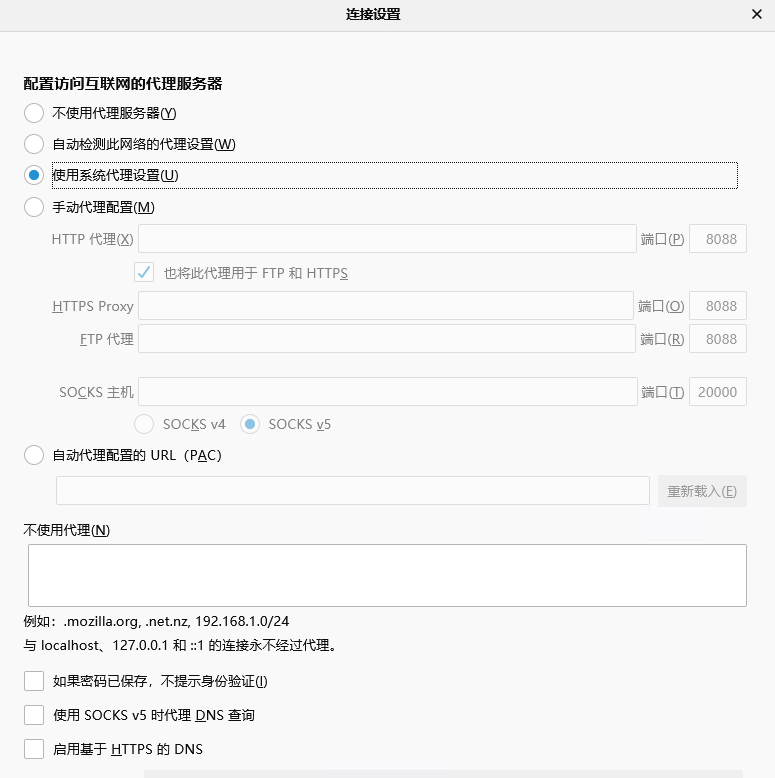 连接设置
配置访问互联网的代理服务器
不使用代理服务器(Y)
自动检测此网络的代理设置(W)
使用系统代理设置(U)
手动代理配置(M)
HTTP 代理(X) 端口(P) 8088
也将此代理用于 FTP 和 HTTPS
HTTPS Proxy 端口(O) 8088
FTP 代理 端口(R) 8088
SOCKS 主机 端口(T) 20000
SOCKS v4 SOCKS v5
自动代理配置的 URL（PAC）
重新载入(E)
不使用代理(N)
例如：.mozilla.org, .net.nz, 192.168.1.0/24
与 localhost、127.0.0.1 和 ::1 的连接永不经过代理。
如果密码已保存，不提示身份验证(I)
使用 SOCKS v5 时代理 DNS 查询
启用基于 HTTPS 的 DNS